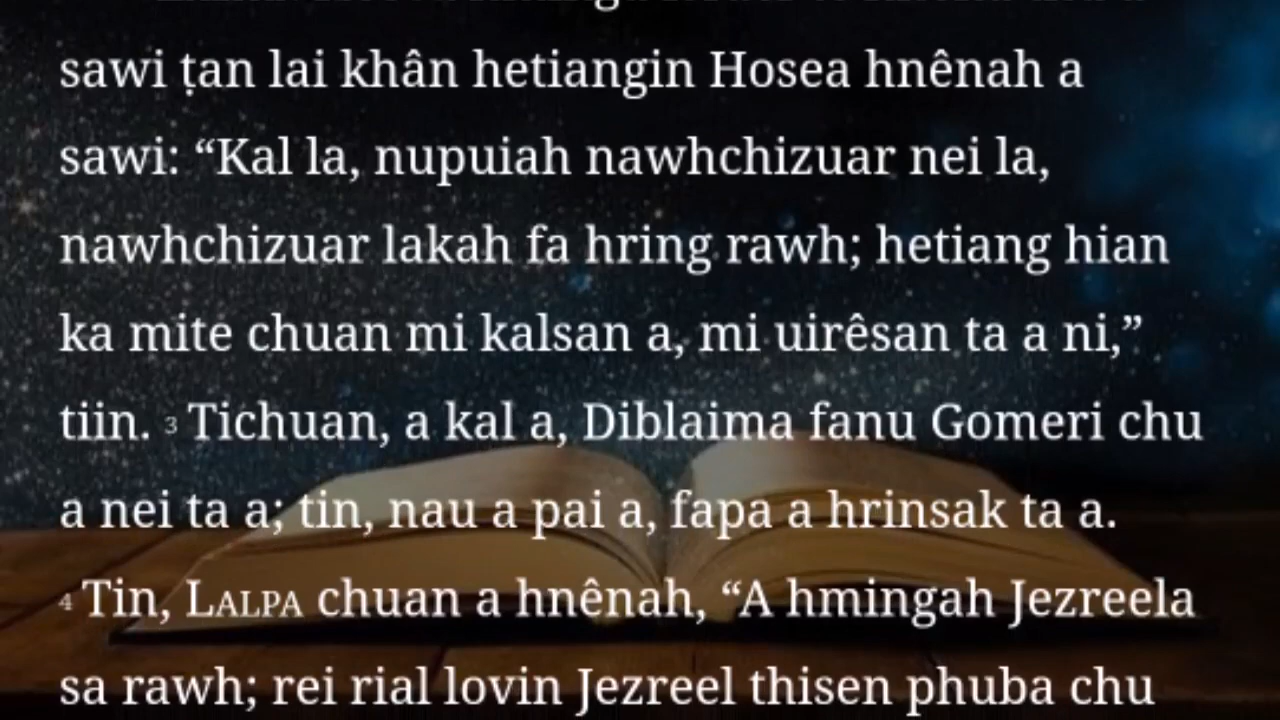 sawi ṭan lai khân hetiangin Hosea hnênah a
sawi: “Kal la, nupuiah nawhchizuar nei la,
nawhchizuar lakah fa hring rawh; hetiang hian
ka mite chuan mi kalsan a, mi uirêsan ta a ni,”
tiin. 3 Tichuan, a kal a, Diblaima fanu Gomeri chu
a nei ta a; tin, nau a pai a, fapa a hrinsak ta a.
4 Tin, LALPA chuan a hnênah, “A hmingah Jezreela
sa rawh; rei rial lovin Jezreel thisen phuba chu